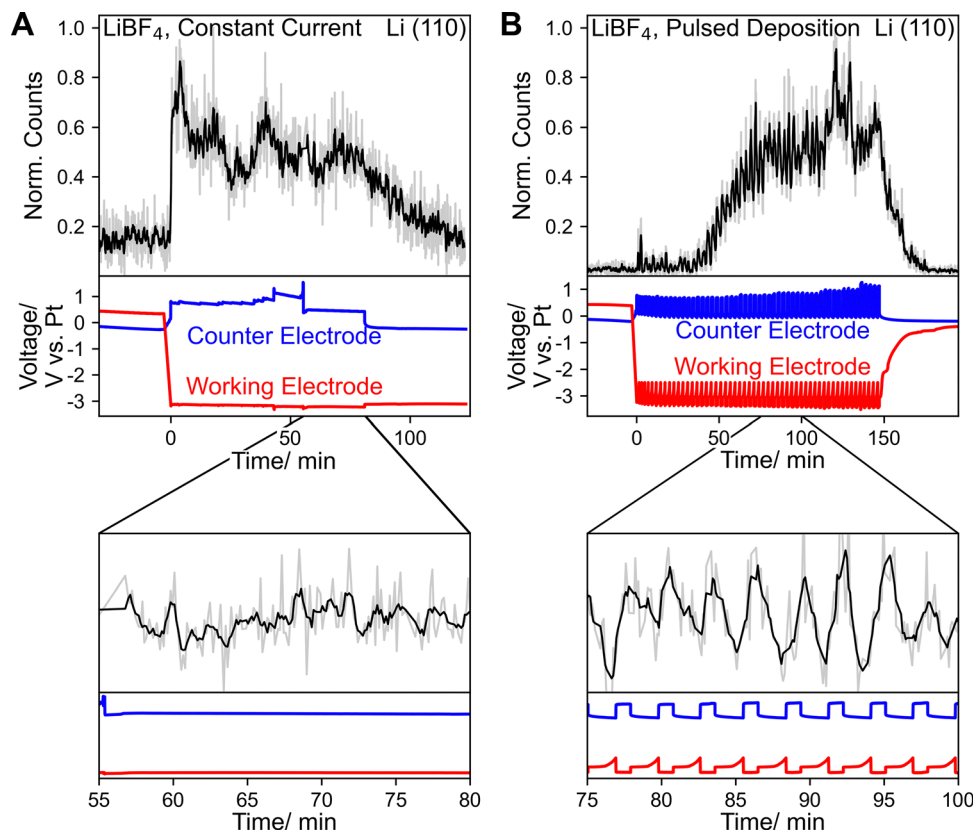 A
LiBF₄, Constant Current Li (110)
1.0
0.8
0.6
0.4
0.2
Norm. Counts
1
0
-1
-2
-3
Voltage/
V vs. Pt
Counter Electrode
Working Electrode
0 50 100
Time/ min
55 60 65 70 75 80
Time/ min
B
LiBF₄, Pulsed Deposition Li (110)
1.0
0.8
0.6
0.4
0.2
Norm. Counts
1
0
-1
-2
-3
Voltage/
V vs. Pt
Counter Electrode
Working Electrode
0 50 100 150
Time/ min
75 80 85 90 95 100
Time/ min